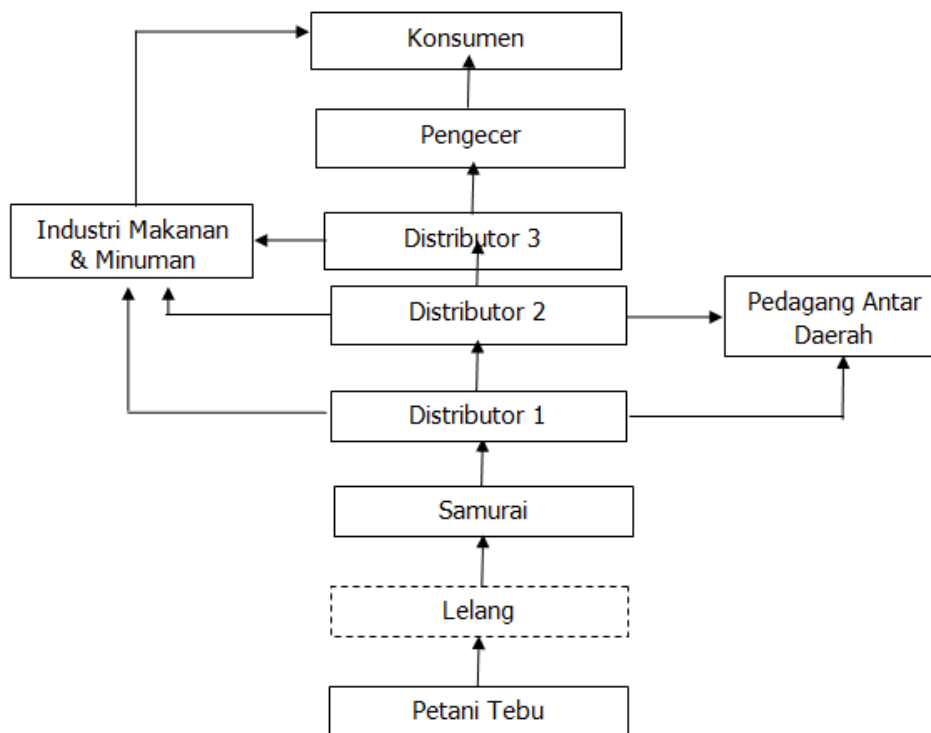 Konsumen
Pengecer
Industri Makanan
& Minuman
Distributor 3
Distributor 2
Pedagang Antar
Daerah
Distributor 1
Samurai
Lelang
Petani Tebu